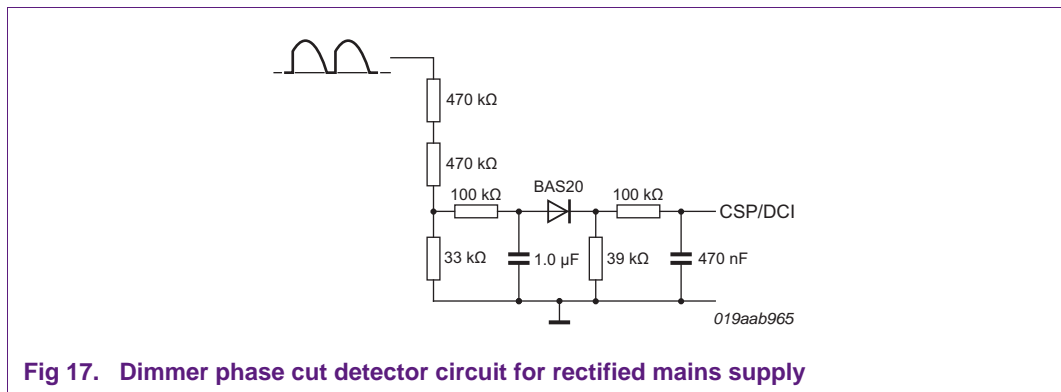 470 kΩ
470 kΩ
100 kΩ
BAS20
100 kΩ
CSP/DCI
33 kΩ
1.0 μF
39 kΩ
470 nF
019aab965
Fig 17. Dimmer phase cut detector circuit for rectified mains supply